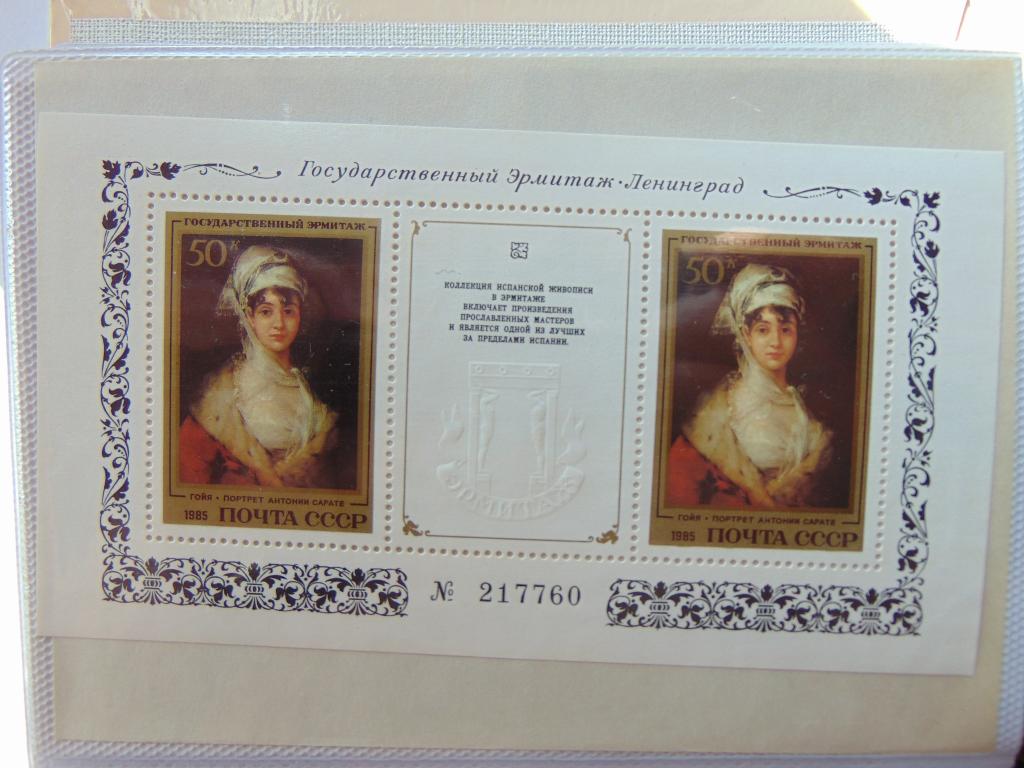 Государственный Эрмитаж · Ленинград
ГОСУДАРСТВЕННЫЙ ЭРМИТАЖ
50 К
ГОЙЯ · ПОРТРЕТ АНТОНИИ САРАТЕ
1985 ПОЧТА СССР
КОЛЛЕКЦИЯ ИСПАНСКОЙ ЖИВОПИСИ
В ЭРМИТАЖЕ
ВКЛЮЧАЕТ ПРОИЗВЕДЕНИЯ
ПРОСЛАВЛЕННЫХ МАСТЕРОВ
И ЯВЛЯЕТСЯ ОДНОЙ ИЗ ЛУЧШИХ
ЗА ПРЕДЕЛАМИ ИСПАНИИ.
ЭРМИТАЖ
ГОСУДАРСТВЕННЫЙ ЭРМИТАЖ
50 К
ГОЙЯ · ПОРТРЕТ АНТОНИИ САРАТЕ
1985 ПОЧТА СССР
№ 217760